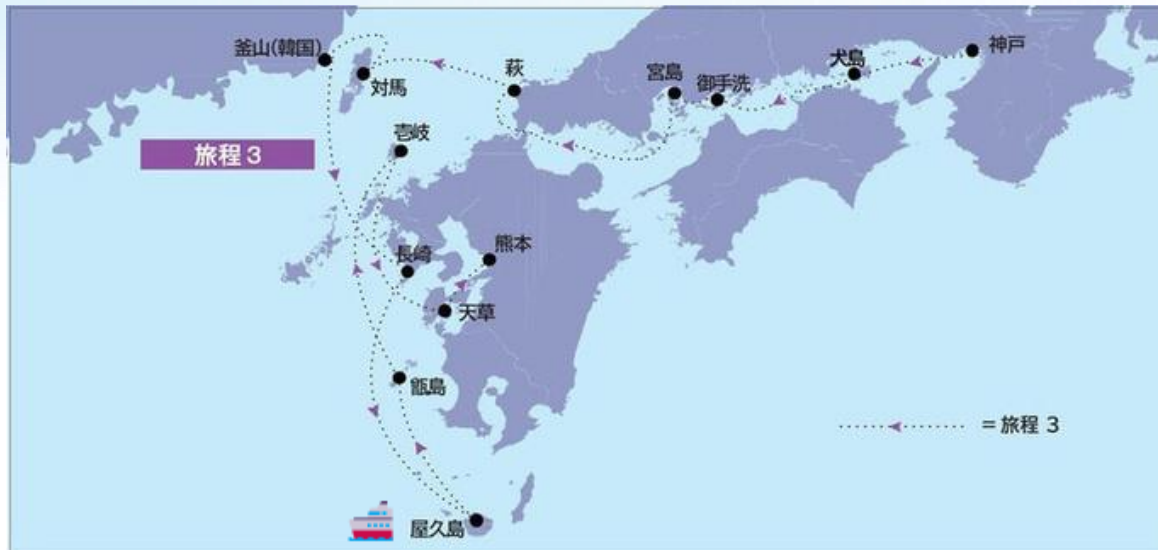 釜山(韓国)
対馬
萩
宮島
御手洗
犬島
神戸
壱岐
旅程 3
長崎
熊本
天草
甑島
= 旅程 3
屋久島